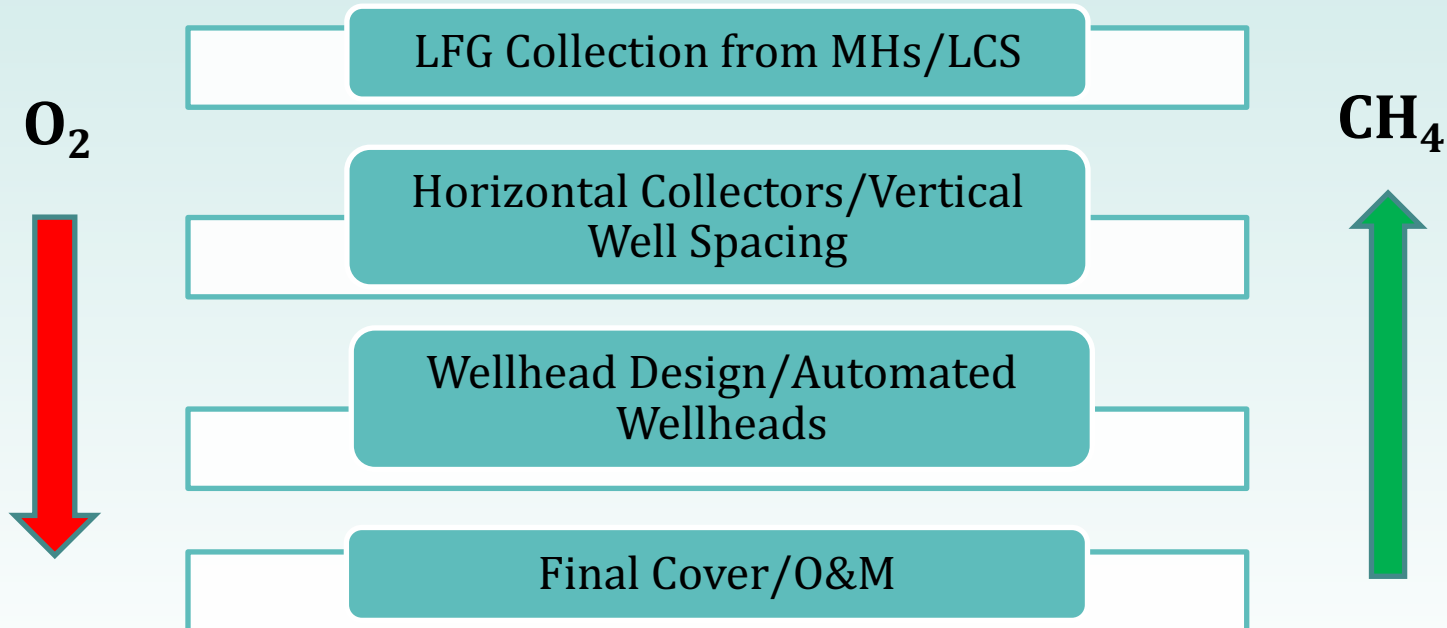 LFG Collection from MHs/LCS
O₂
CH₄
Horizontal Collectors/Vertical
Well Spacing
Wellhead Design/Automated
Wellheads
Final Cover/O&M